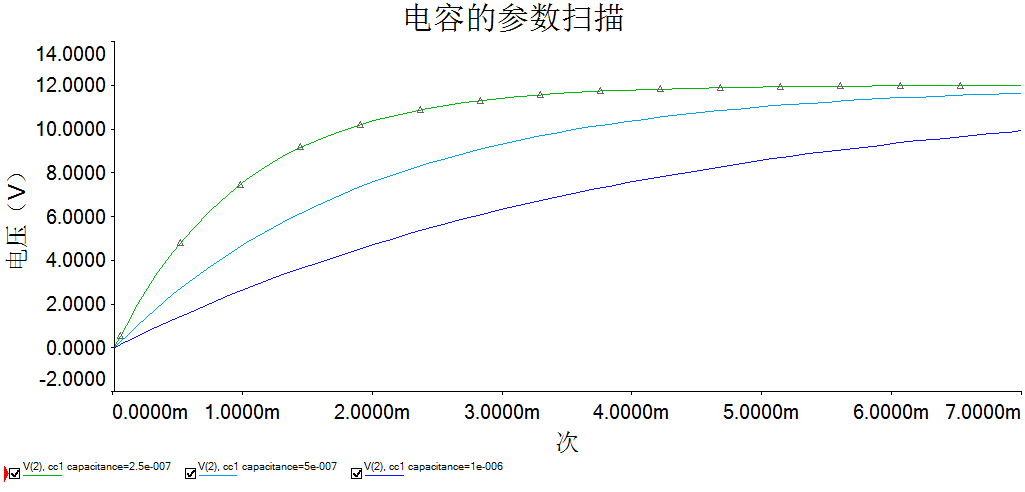 电容的参数扫描
14.0000
12.0000
10.0000
8.0000
6.0000
4.0000
2.0000
0.0000
-2.0000
电压（V）
0.0000m 1.0000m 2.0000m 3.0000m 4.0000m 5.0000m 6.0000m 7.0000m
次
V(2), cc1 capacitance=2.5e-007 V(2), cc1 capacitance=5e-007 V(2), cc1 capacitance=1e-006